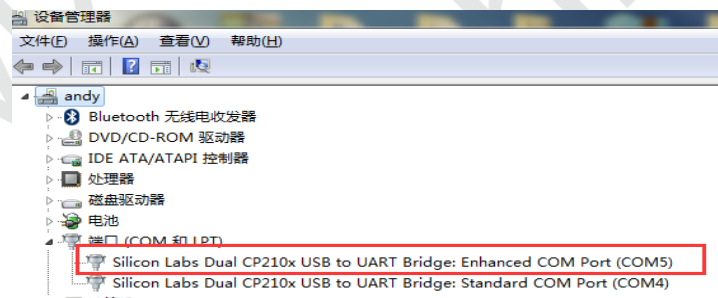 设备管理器
文件(F) 操作(A) 查看(V) 帮助(H)
andy
Bluetooth 无线电收发器
DVD/CD-ROM 驱动器
IDE ATA/ATAPI 控制器
处理器
磁盘驱动器
电池
端口 (COM 和 LPT)
Silicon Labs Dual CP210x USB to UART Bridge: Enhanced COM Port (COM5)
Silicon Labs Dual CP210x USB to UART Bridge: Standard COM Port (COM4)